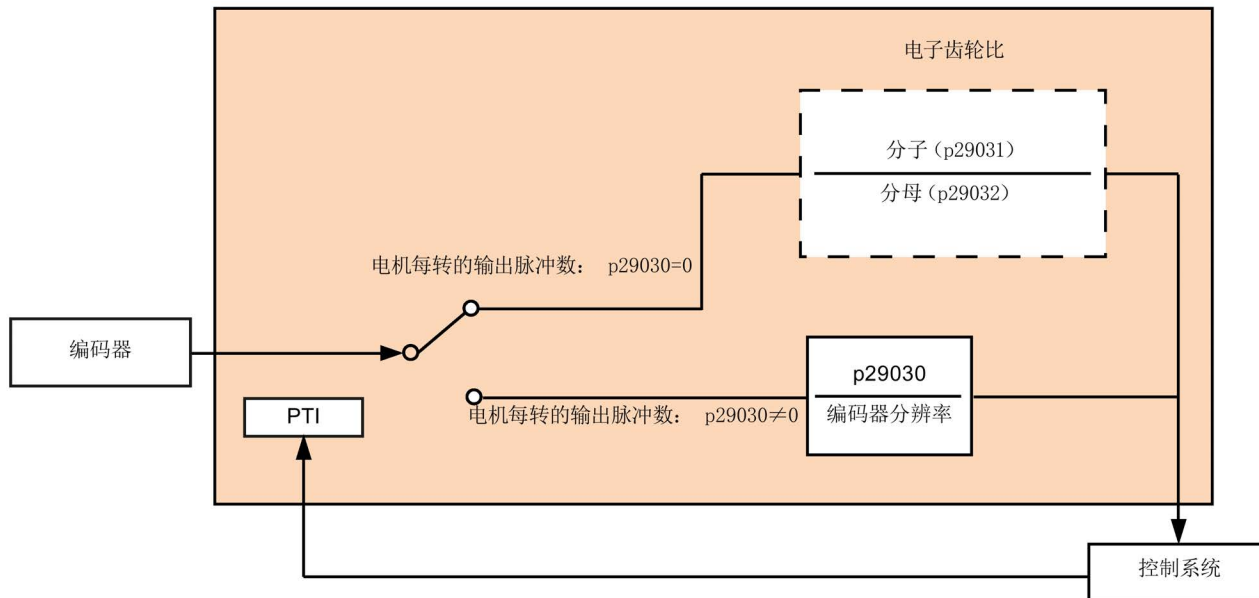 电子齿轮比
分子(p29031)
分母(p29032)
电机每转的输出脉冲数: p29030=0
编码器
p29030
编码器分辨率
PTI
电机每转的输出脉冲数: p29030≠0
控制系统